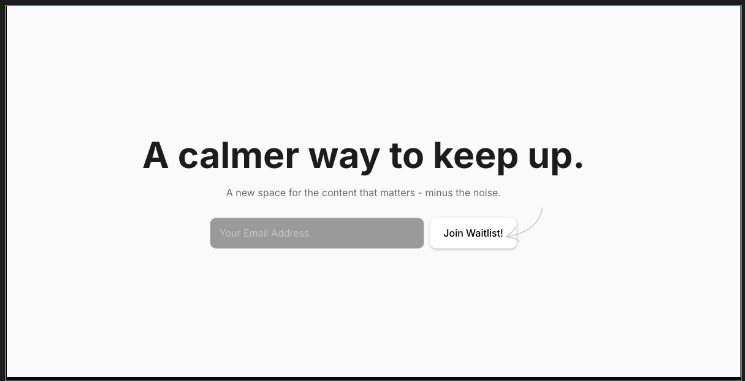 A calmer way to keep up.
A new space for the content that matters - minus the noise.
Your Email Address
Join Waitlist!